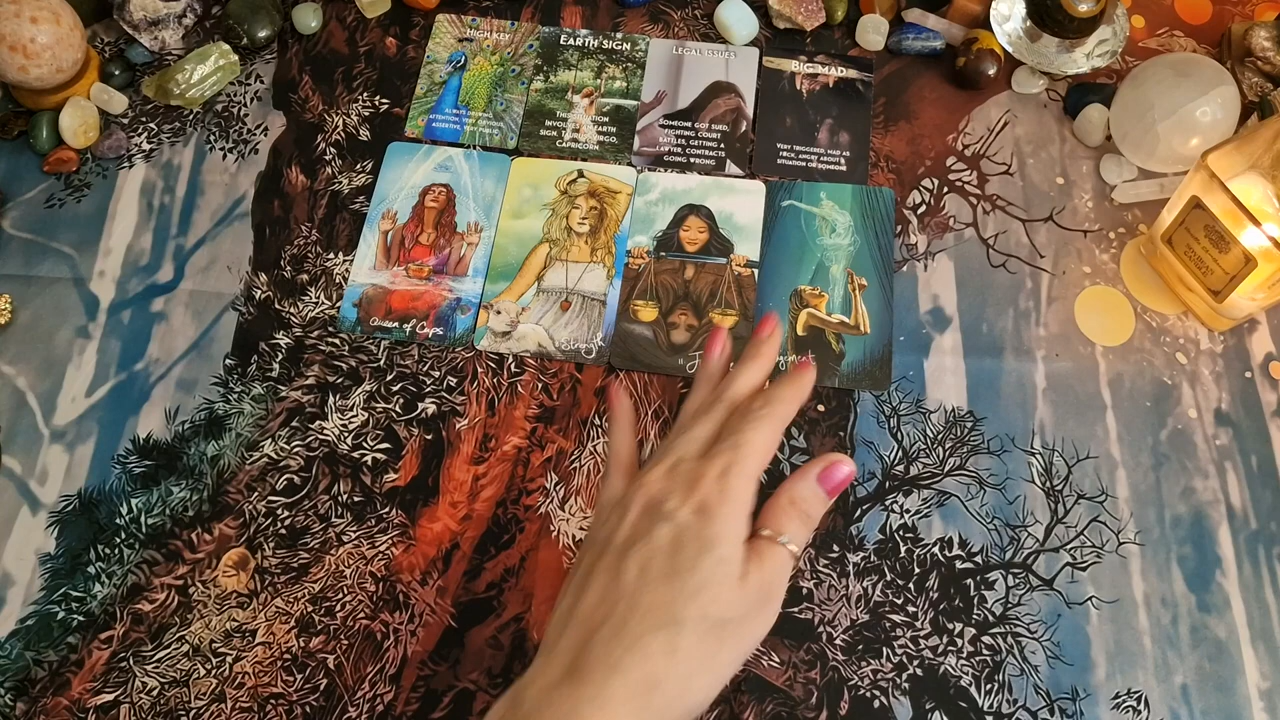 HIGH KEY
ALWAYS
ATTENTION, VERY OBVIOUS,
ASSERTIVE, VERY PUBLIC
EARTH SIGN
THIS SITUATION
INVOLVES AN EARTH
SIGN. TAURUS, VIRGO,
CAPRICORN
LEGAL ISSUES
SOMEONE GOT SUED,
FIGHTING COURT
BATTLES, GETTING A
LAWYER, CONTRACTS
GOING WRONG
BIG MAD
VERY TRIGGERED, MAD AS
F@CK, ANGRY ABOUT A
SITUATION OR SOMEONE
Queen of Cups
Strength